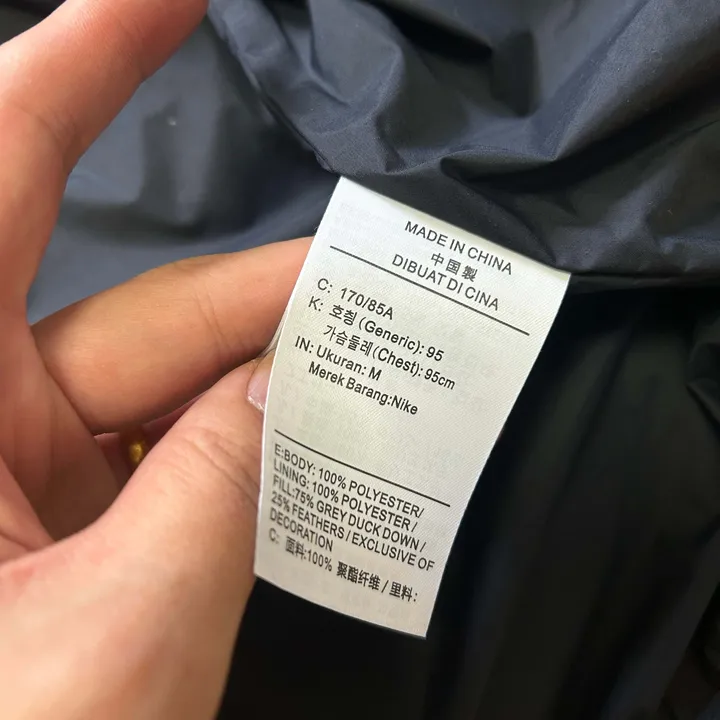 MADE IN CHINA
中国製
DIBUAT DI CINA
C: 170/85A
K: 호칭 (Generic): 95
가슴둘레 (Chest): 95cm
IN: Ukuran: M
Merek Barang:Nike
E:BODY: 100% POLYESTER/
LINING: 100% POLYESTER /
FILL:75% GREY DUCK DOWN /
25% FEATHERS / EXCLUSIVE OF
DECORATION
C: 面料:100% 聚酯纤维 / 里料: